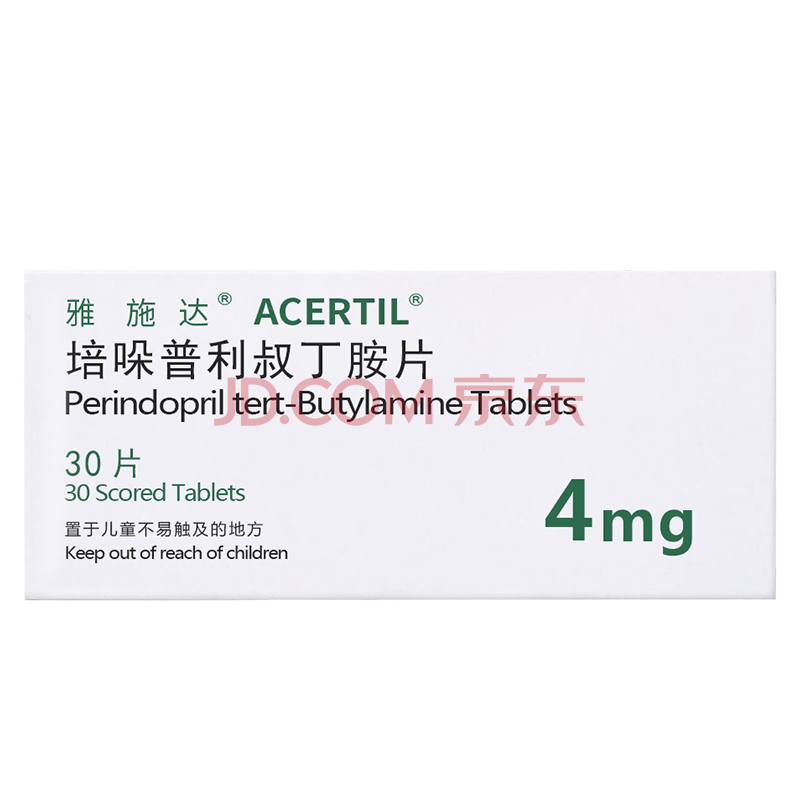 雅施达® ACERTIL®
培哚普利叔丁胺片
Perindopril tert-Butylamine Tablets
JD.COM 京东
30 片
30 Scored Tablets
4mg
置于儿童不易触及的地方
Keep out of reach of children